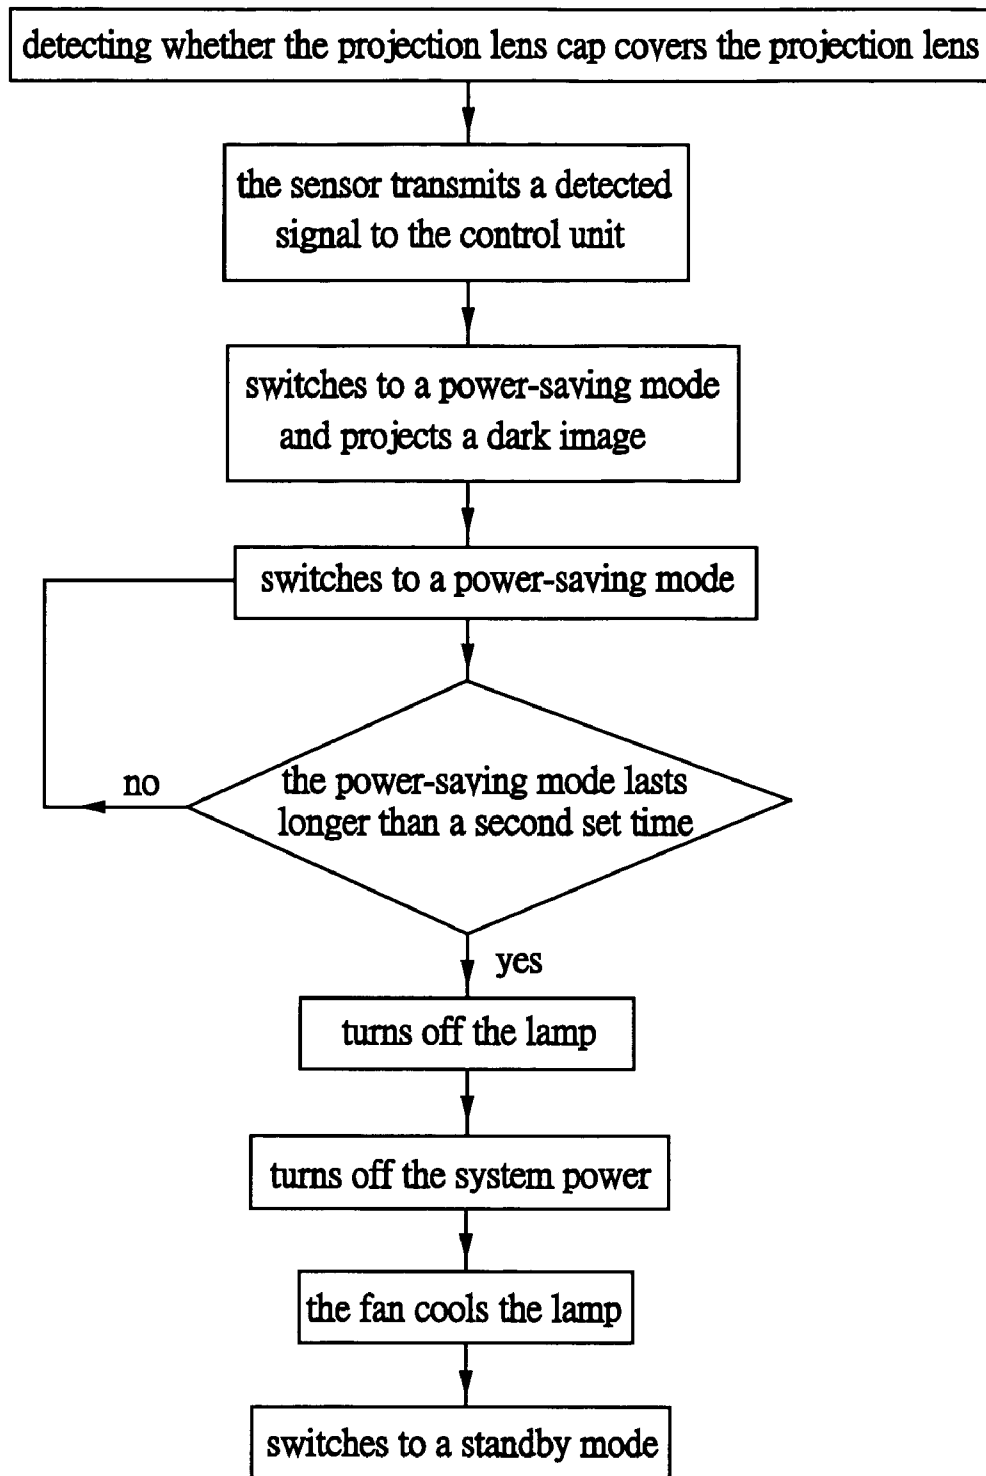 detecting whether the projection lens cap covers the projection lens
the sensor transmits a detected
signal to the control unit
switches to a power-saving mode
and projects a dark image
switches to a power-saving mode
no
the power-saving mode lasts
longer than a second set time
yes
turns off the lamp
turns off the system power
the fan cools the lamp
switches to a standby mode